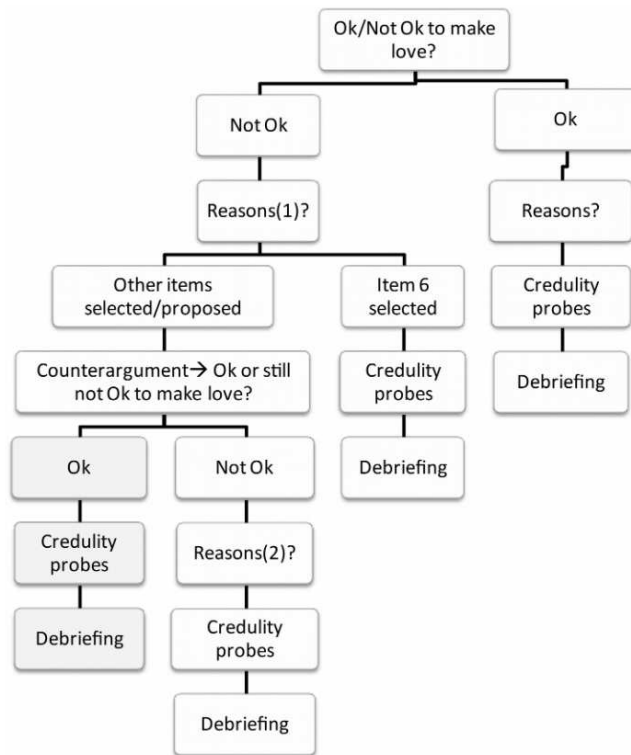 Ok/Not Ok to make
love?
Not Ok
Ok
Reasons(1)?
Reasons?
Other items
selected/proposed
Item 6
selected
Credulity
probes
Counterargument→ Ok or still
not Ok to make love?
Credulity
probes
Debriefing
Ok
Not Ok
Debriefing
Credulity
probes
Reasons(2)?
Debriefing
Credulity
probes
Debriefing